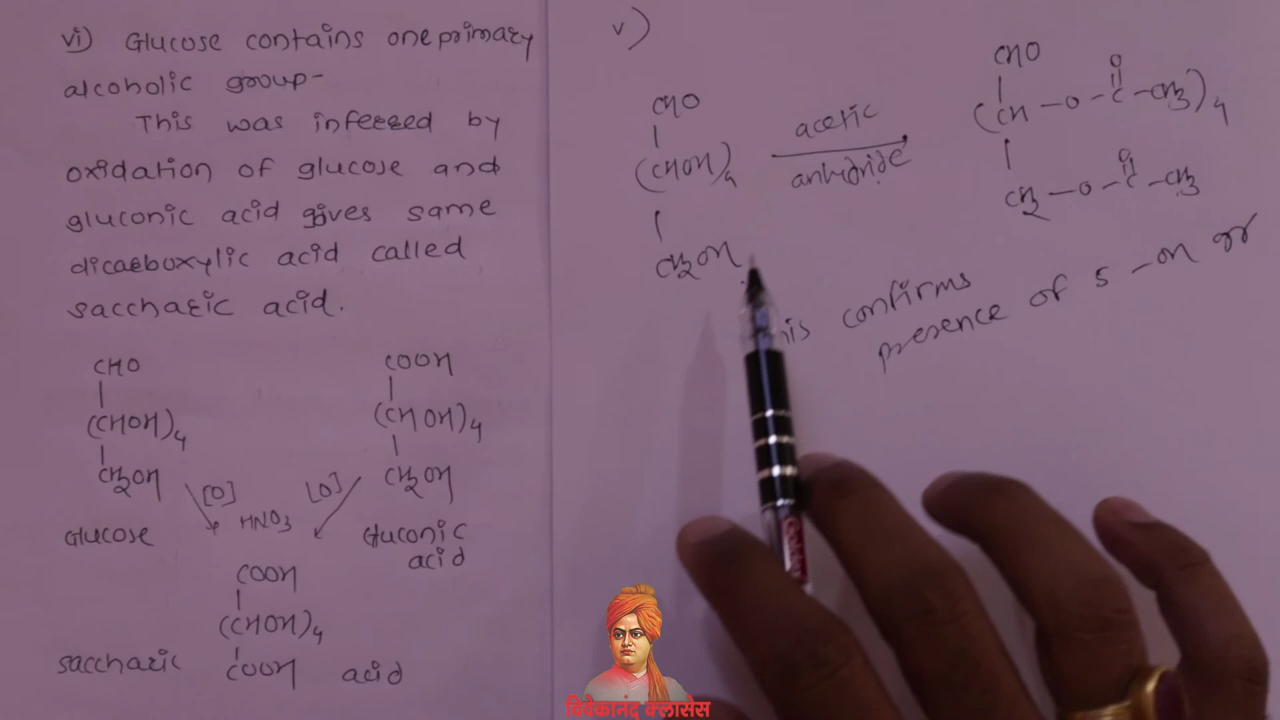 vi) Glucose contains one primary
alcoholic group-
This was inferred by
oxidation of glucose and
gluconic acid gives same
dicarboxylic acid called
saccharic acid.
CHO
|
(CHOH)4
|
CH2OH
Glucose
[O]
HNO3
[O]
COOH
|
(CHOH)4
|
CH2OH
Gluconic
acid
COOH
|
(CHOH)4
|
COOH
saccharic acid
v)
CHO
|
(CHOH)4
|
CH2OH
acetic
anhydride
CHO
|
(CH-O-C-CH3)4
O
||
|
CH2-O-C-CH3
O
||
his confirms
presence of 5 -OH gr
Goldex
विवेकानंद क्लासेस